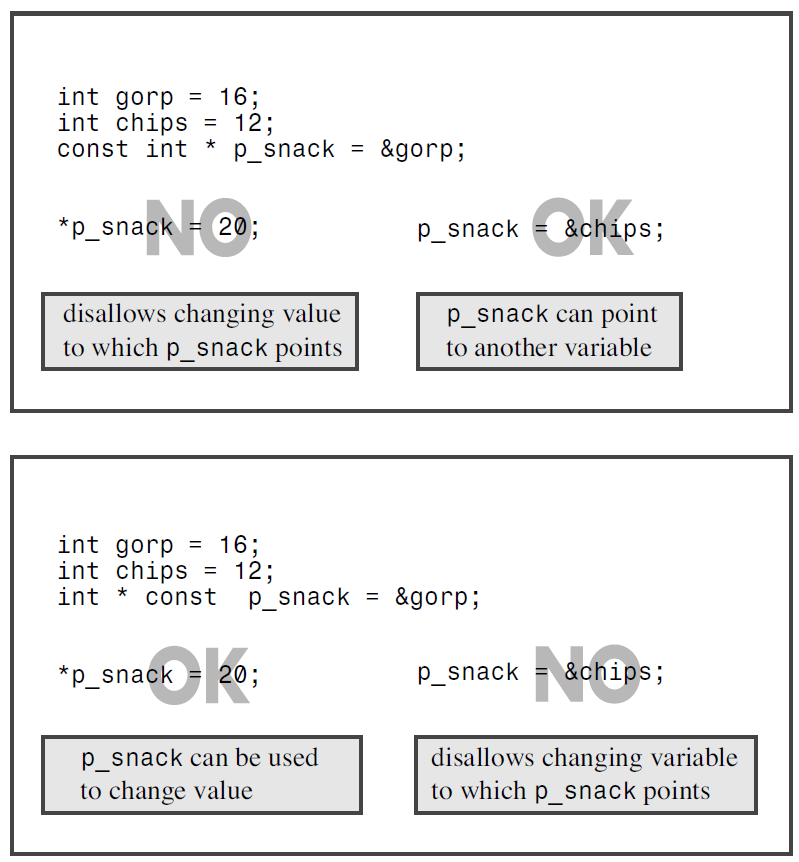 int gorp = 16;
int chips = 12;
const int * p_snack = &gorp;
*p_snack = 20;
NO
p_snack = &chips;
OK
disallows changing value
to which p_snack points
p_snack can point
to another variable
int gorp = 16;
int chips = 12;
int * const  p_snack = &gorp;
*p_snack = 20;
OK
p_snack = &chips;
NO
p_snack can be used
to change value
disallows changing variable
to which p_snack points